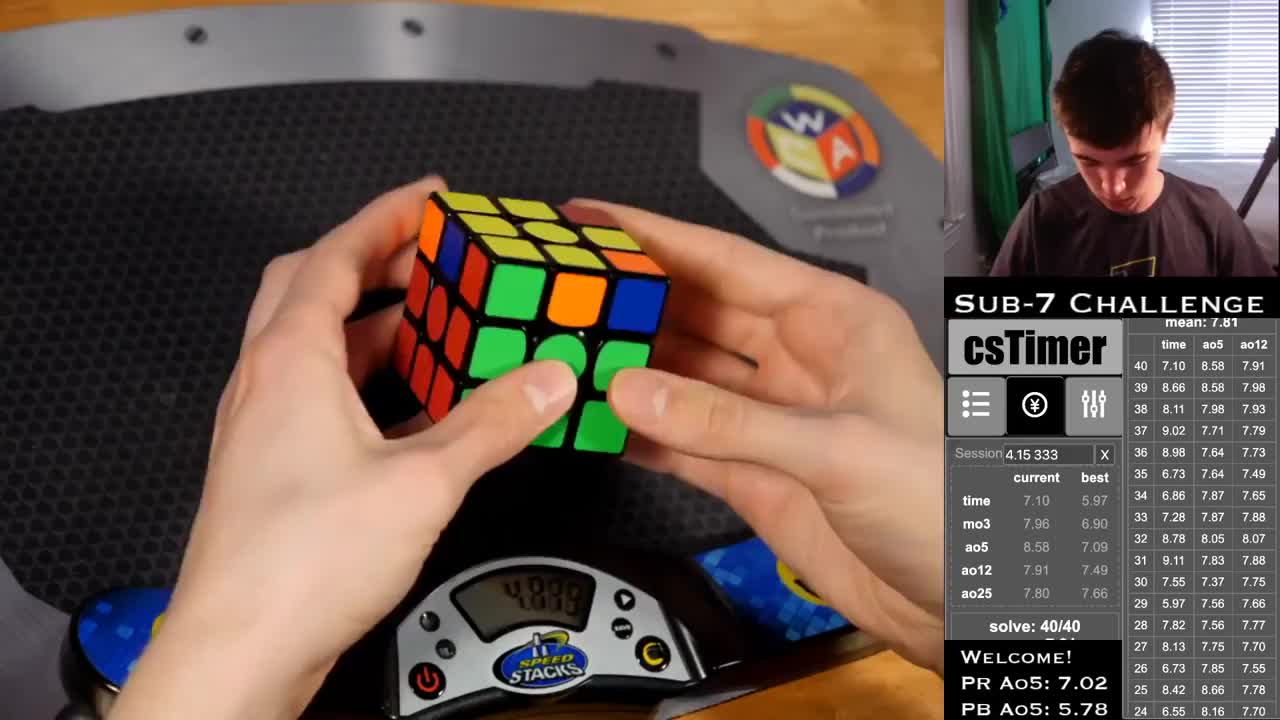 W
C
A
4.899
SPEED
STACKS
SUB-7 CHALLENGE
csTimer
mean: 7.81
time ao5 ao12
40 7.10 8.58 7.91
39 8.66 8.58 7.98
38 8.11 7.98 7.93
37 9.02 7.71 7.79
36 8.98 7.64 7.73
35 6.73 7.64 7.49
34 6.86 7.87 7.65
33 7.28 7.87 7.88
32 8.78 8.05 8.07
31 9.11 7.83 7.88
30 7.55 7.37 7.75
29 5.97 7.56 7.66
28 7.82 7.56 7.77
27 8.13 7.75 7.70
26 6.73 7.85 7.55
25 8.42 8.66 7.78
24 6.55 8.16 7.70
Session 4.15 333 X
current best
time 7.10 5.97
mo3 7.96 6.90
ao5 8.58 7.09
ao12 7.91 7.49
ao25 7.80 7.66
solve: 40/40
WELCOME!
PR AO5: 7.02
PB AO5: 5.78